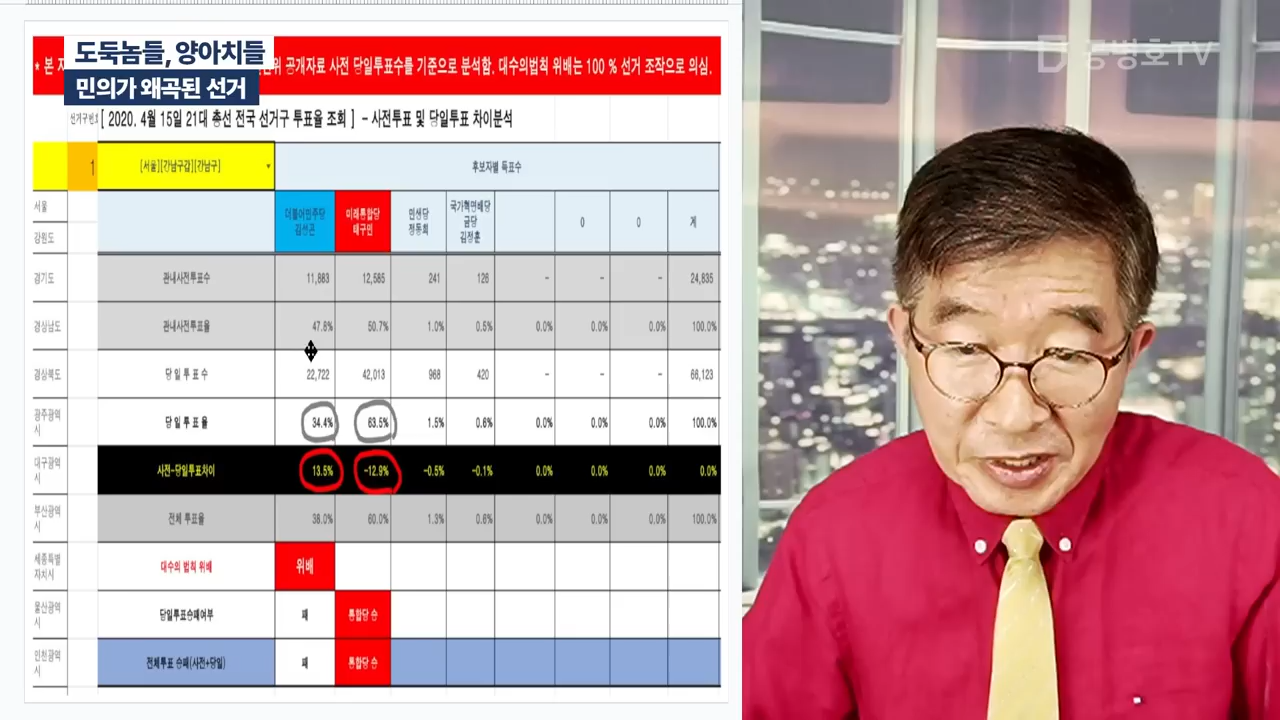 도둑놈들, 양아치들
민의가 왜곡된 선거
* 본 자 위 공개자료 사전 당일투표수를 기준으로 분석함. 대수의법칙 위배는 100 % 선거 조작으로 의심.
병호TV
선거구번호 [ 2020. 4월 15일 21대 총선 전국 선거구 투표율 조회 ] - 사전투표 및 당일투표 차이분석
1 [서울][강남구갑][강남구] 후보자별 득표수
서울
강원도
더불어민주당 김성곤 미래통합당 태구민 민생당 정동희 국가혁명배당금당 김정훈 0 0 계
경기도 관내사전투표수 11,883 12,585 241 126 - - - 24,835
경상남도 관내사전투표율 47.8% 50.7% 1.0% 0.5% 0.0% 0.0% 0.0% 100.0%
경상북도 당 일 투 표 수 22,722 42,013 968 420 - - - 66,123
광주광역시 당 일 투 표 율 34.4% 63.5% 1.5% 0.6% 0.0% 0.0% 0.0% 100.0%
대구광역시 사전-당일투표차이 13.5% -12.9% -0.5% -0.1% 0.0% 0.0% 0.0% 0.0%
부산광역시 전체 투표율 38.0% 60.0% 1.3% 0.6% 0.0% 0.0% 0.0% 100.0%
세종특별자치시 대수의 법칙 위배 위배
울산광역시 당일투표승패여부 패 통합당 승
인천광역시 전체투표 승패(사전+당일) 패 통합당 승